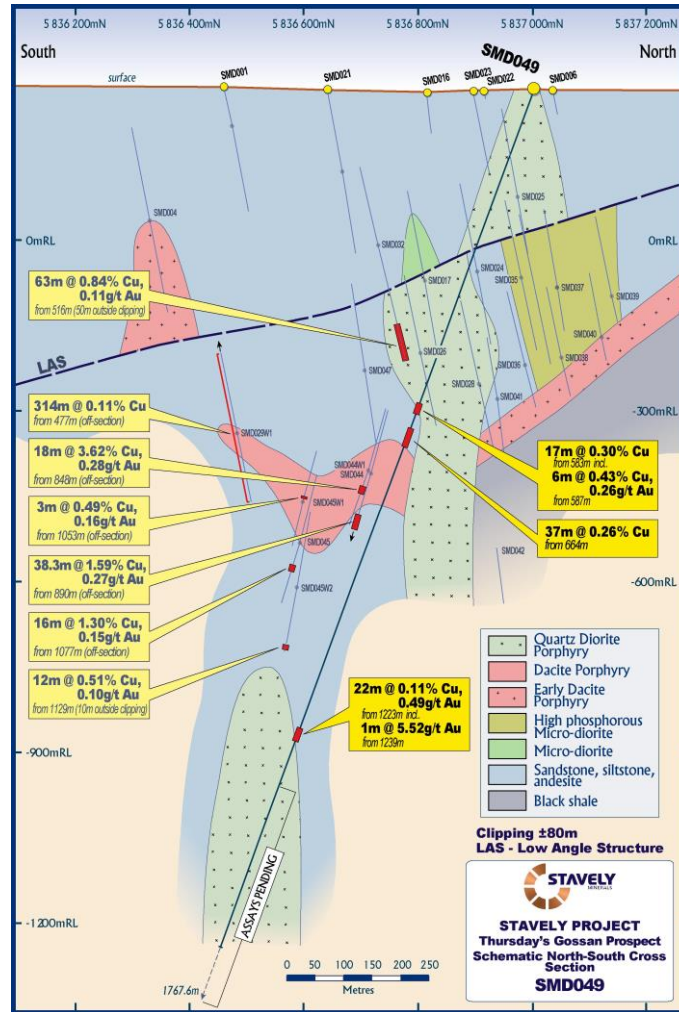 5 836 200mN 5 836 400mN 5 836 600mN 5 836 800mN 5 837 000mN 5 837 200mN
South
North
surface
SMD001
SMD021
SMD016
SMD023
SMD022
SMD049
SMD006
SMD004
SMD025
0mRL
0mRL
SMD032
SMD017
SMD024
SMD035
SMD037
SMD039
63m @ 0.84% Cu,
0.11g/t Au
from 516m (50m outside clipping)
LAS
SMD026
SMD047
SMD028
SMD036
SMD041
SMD040
SMD038
-300mRL
-300mRL
314m @ 0.11% Cu
from 477m (off-section)
SMD029W1
18m @ 3.62% Cu,
0.28g/t Au
from 848m (off-section)
SMD044W1
SMD044
17m @ 0.30% Cu
from 583m incl.
6m @ 0.43% Cu,
0.26g/t Au
from 587m
3m @ 0.49% Cu,
0.16g/t Au
from 1053m (off-section)
SMD045W1
SMD045
37m @ 0.26% Cu
from 664m
38.3m @ 1.59% Cu,
0.27g/t Au
from 890m (off-section)
SMD042
-600mRL
-600mRL
SMD045W2
16m @ 1.30% Cu,
0.15g/t Au
from 1077m (off-section)
12m @ 0.51% Cu,
0.10g/t Au
from 1129m (10m outside clipping)
22m @ 0.11% Cu,
0.49g/t Au
from 1223m incl.
1m @ 5.52g/t Au
from 1239m
-900mRL
Quartz Diorite
Porphyry
Dacite Porphyry
Early Dacite
Porphyry
High phosphorous
Micro-diorite
Micro-diorite
Sandstone, siltstone,
andesite
Black shale
Clipping ±80m
LAS - Low Angle Structure
ASSAYS PENDING
-1200mRL
1767.6m
0 50 100 150 200 250
Metres
STAVELY
MINERALS
STAVELY PROJECT
Thursday's Gossan Prospect
Schematic North-South Cross
Section
SMD049